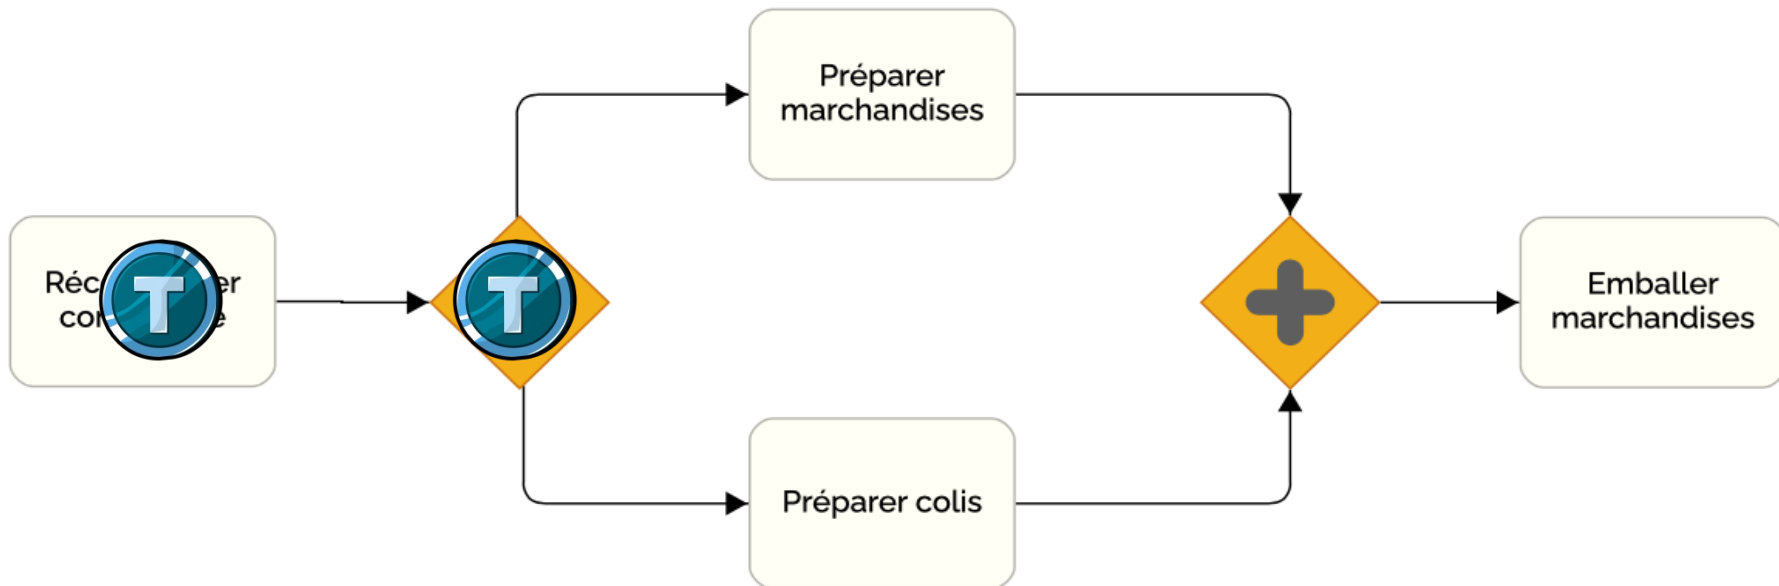 Préparer
marchandises
T
T
Emballer
marchandises
Préparer colis